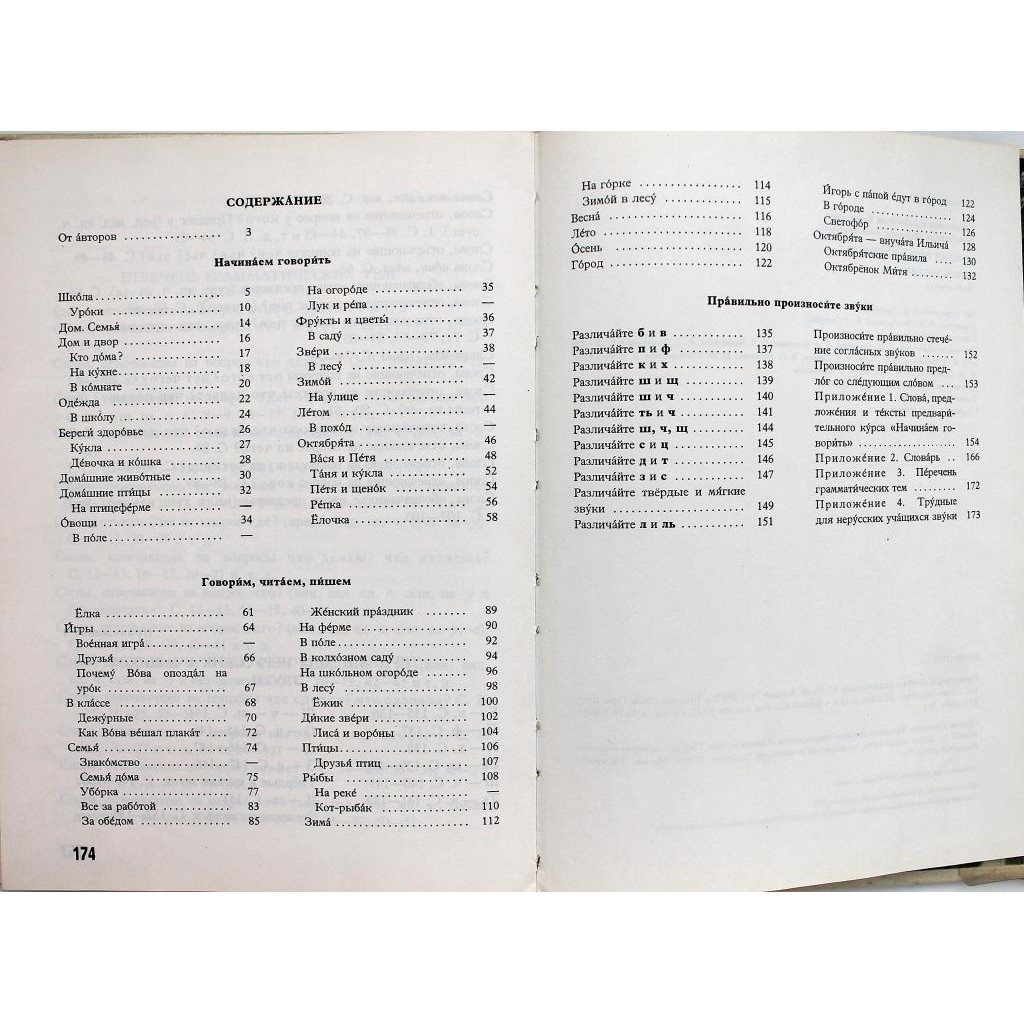 СОДЕРЖА́НИЕ
От а́второв ..................... 3
Начина́ем говори́ть
Шко́ла ..................... 5
Уро́ки ..................... 10
Дом. Семья́ ..................... 14
Дом и двор ..................... 16
Кто до́ма? ..................... 17
На ку́хне ..................... 18
В ко́мнате ..................... 20
Оде́жда ..................... 22
В шко́лу ..................... 24
Береги́ здоро́вье ..................... 26
Ку́кла ..................... 27
Де́вочка и ко́шка ..................... 28
Дома́шние живо́тные ..................... 30
Дома́шние пти́цы ..................... 32
На птицефе́рме ..................... —
О́вощи ..................... 34
В по́ле ..................... —
На огоро́де ..................... 35
Лук и ре́па ..................... —
Фру́кты и цветы́ ..................... 36
В саду́ ..................... 37
Зве́ри ..................... 38
В лесу́ ..................... —
Зимо́й ..................... 42
На у́лице ..................... —
Ле́том ..................... 44
В похо́д ..................... —
Октября́та ..................... 46
Ва́ся и Пе́тя ..................... 48
Та́ня и ку́кла ..................... 52
Пе́тя и щено́к ..................... 54
Ре́пка ..................... 56
Ёлочка ..................... 58
Говори́м, чита́ем, пи́шем
Ёлка ..................... 61
И́гры ..................... 64
Вое́нная игра́ ..................... —
Друзья́ ..................... 66
Почему́ Во́ва опозда́л на
уро́к ..................... 67
В кла́ссе ..................... 68
Дежу́рные ..................... 70
Как Во́ва ве́шал плака́т .... 72
Семья́ ..................... 74
Знако́мство ..................... —
Семья́ до́ма ..................... 75
Убо́рка ..................... 77
Все за рабо́той ..................... 83
За обе́дом ..................... 85
Же́нский пра́здник ....... 89
На фе́рме ..................... 90
В по́ле ..................... 92
В колхо́зном саду́ ..................... 94
На шко́льном огоро́де ....... 96
В лесу́ ..................... 98
Ёжик ..................... 100
Ди́кие зве́ри ..................... 102
Лиса́ и воро́ны ..................... 104
Пти́цы ..................... 106
Друзья́ птиц ..................... 107
Ры́бы ..................... 108
На реке́ ..................... —
Кот-рыба́к ..................... 110
Зима́ ..................... 112
174
На го́рке ..................... 114
Зимо́й в лесу́ ..................... 115
Весна́ ..................... 116
Ле́то ..................... 118
О́сень ..................... 120
Го́род ..................... 122
И́горь с па́пой е́дут в го́род 122
В го́роде ..................... 124
Светофо́р ..................... 126
Октября́та — внуча́та Ильича́ 128
Октября́тские пра́вила .... 130
Октябрёнок Ми́тя ......... 132
Пра́вильно произноси́те зву́ки
Различа́йте б и в ..................... 135
Различа́йте п и ф ..................... 137
Различа́йте к и х ..................... 138
Различа́йте ш и щ ..................... 139
Различа́йте ш и ч ..................... 140
Различа́йте ть и ч ..................... 141
Различа́йте ш, ч, щ ..................... 144
Различа́йте с и ц ..................... 145
Различа́йте д и т ..................... 146
Различа́йте з и с ..................... 147
Различа́йте твёрдые и мя́гкие
зву́ки ..................... 149
Различа́йте л и ль ..................... 151
Произноси́те пра́вильно стече́-
ние согла́сных зву́ков ....... 152
Произноси́те пра́вильно пред-
ло́г со сле́дующим сло́вом .. 153
Приложе́ние 1. Слова́, пред-
ложе́ния и те́ксты предвари́-
тельного ку́рса «Начина́ем го-
вори́ть» ..................... 154
Приложе́ние 2. Слова́рь .. 166
Приложе́ние 3. Пе́речень
граммати́ческих тем ......... 172
Приложе́ние 4. Тру́дные
для неру́сских уча́щихся зву́ки 173